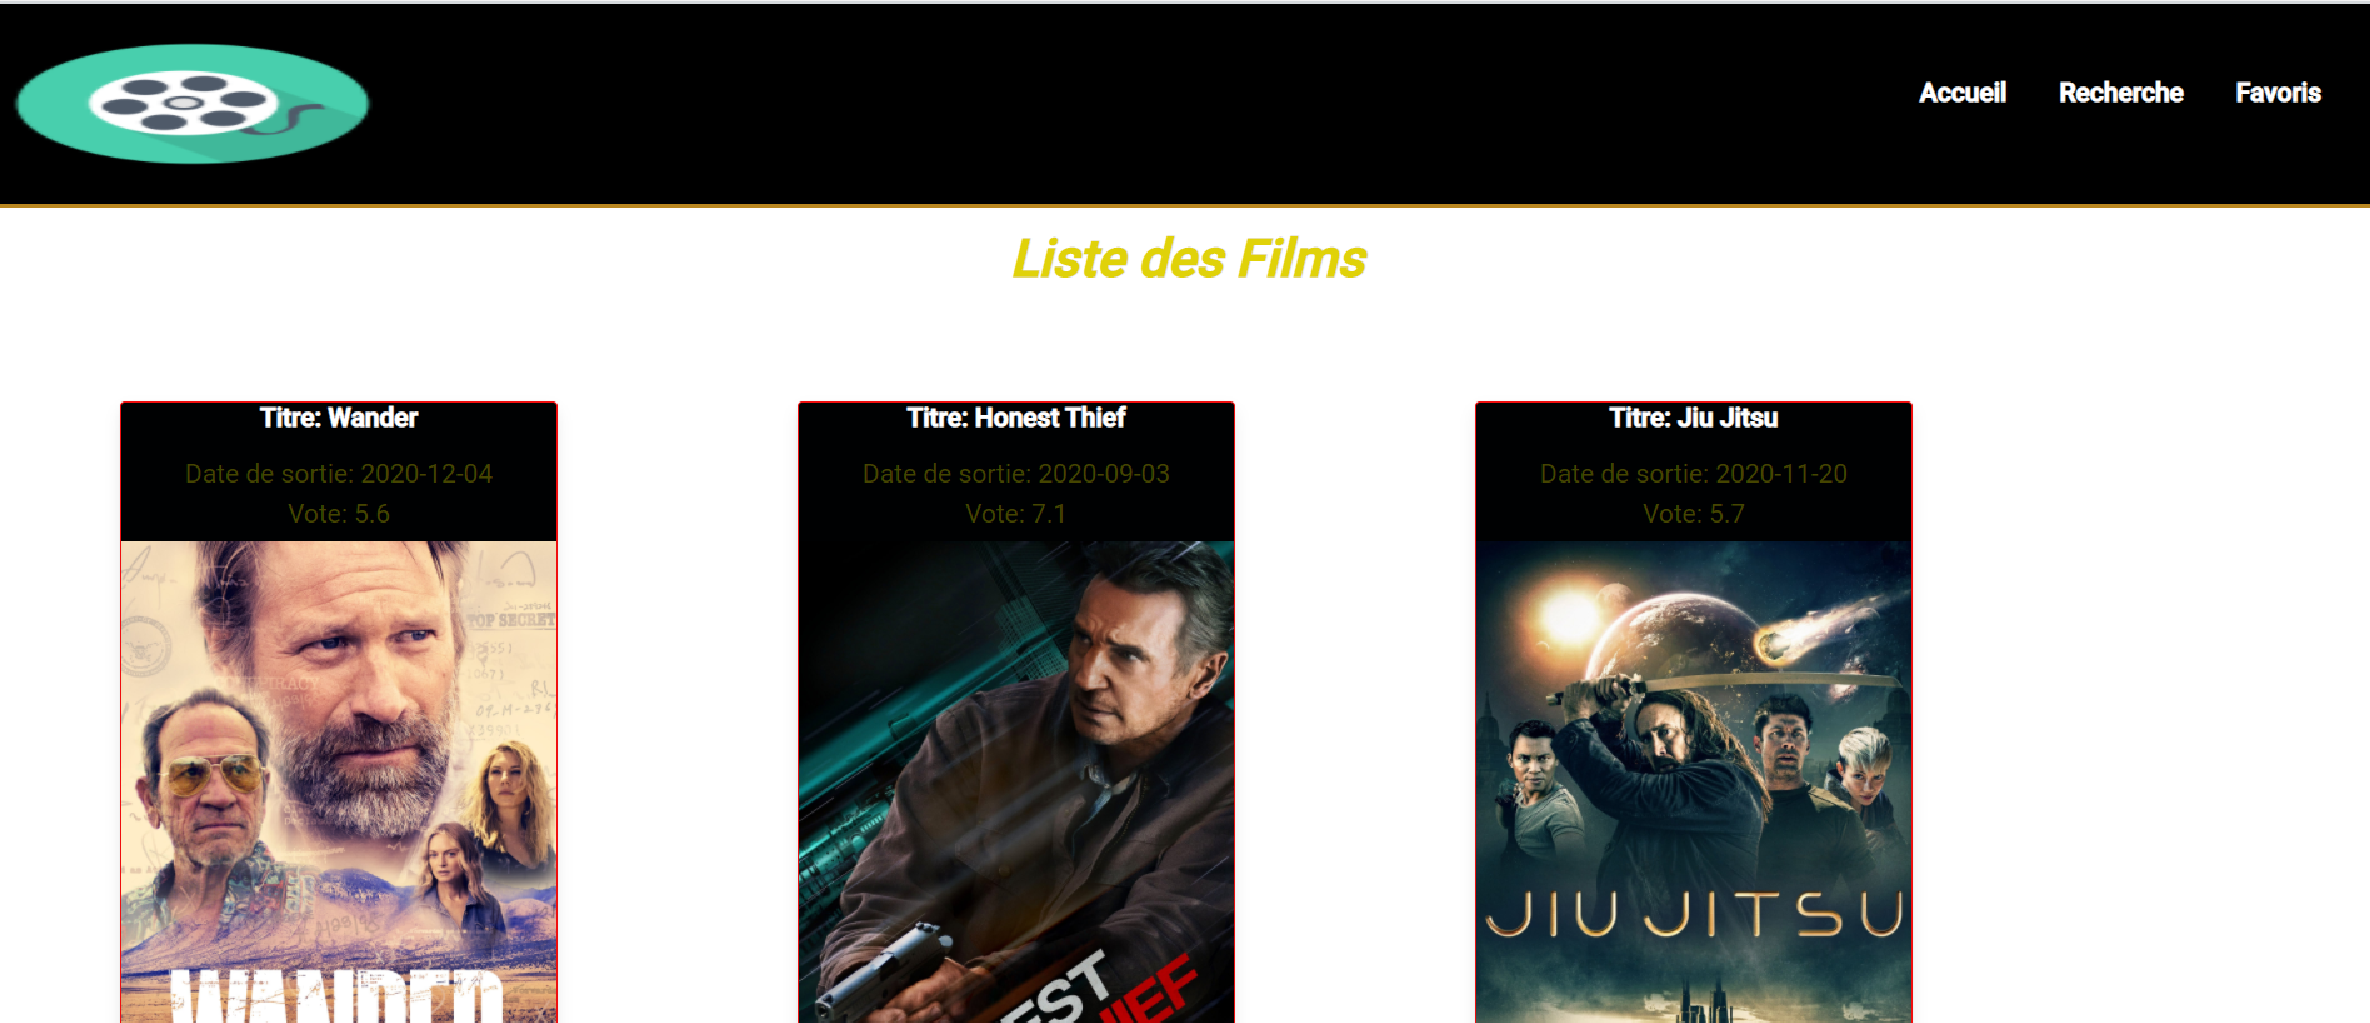 Accueil Recherche Favoris
Liste des Films
Titre: Wander
Date de sortie: 2020-12-04
Vote: 5.6
TOP SECRET
CONSPIRACY
WANDER
Titre: Honest Thief
Date de sortie: 2020-09-03
Vote: 7.1
EST
IEF
Titre: Jiu Jitsu
Date de sortie: 2020-11-20
Vote: 5.7
JIU JITSU